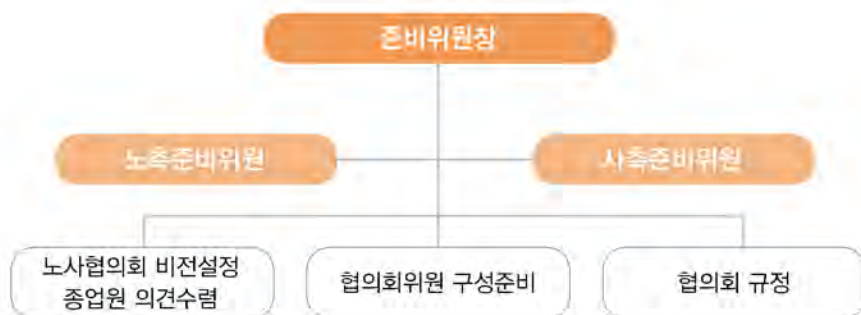 준비위원장
노측준비위원
사측준비위원
노사협의회 비전설정
종업원 의견수렴
협의회위원 구성준비
협의회 규정